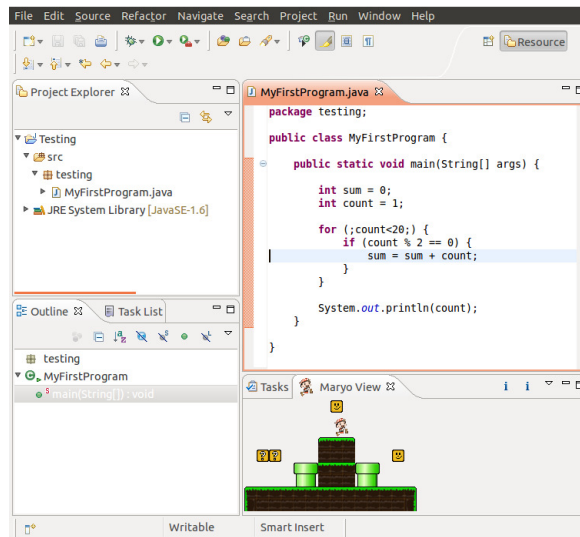 File Edit Source Refactor Navigate Search Project Run Window Help
Resource
Project Explorer
Testing
src
testing
MyFirstProgram.java
JRE System Library [JavaSE-1.6]
Outline Task List
testing
MyFirstProgram
main(String[]) : void
MyFirstProgram.java
package testing;
public class MyFirstProgram {
public static void main(String[] args) {
int sum = 0;
int count = 1;
for (;count<20;) {
if (count % 2 == 0) {
sum = sum + count;
}
}
System.out.println(count);
}
}
Tasks Maryo View
Writable Smart Insert